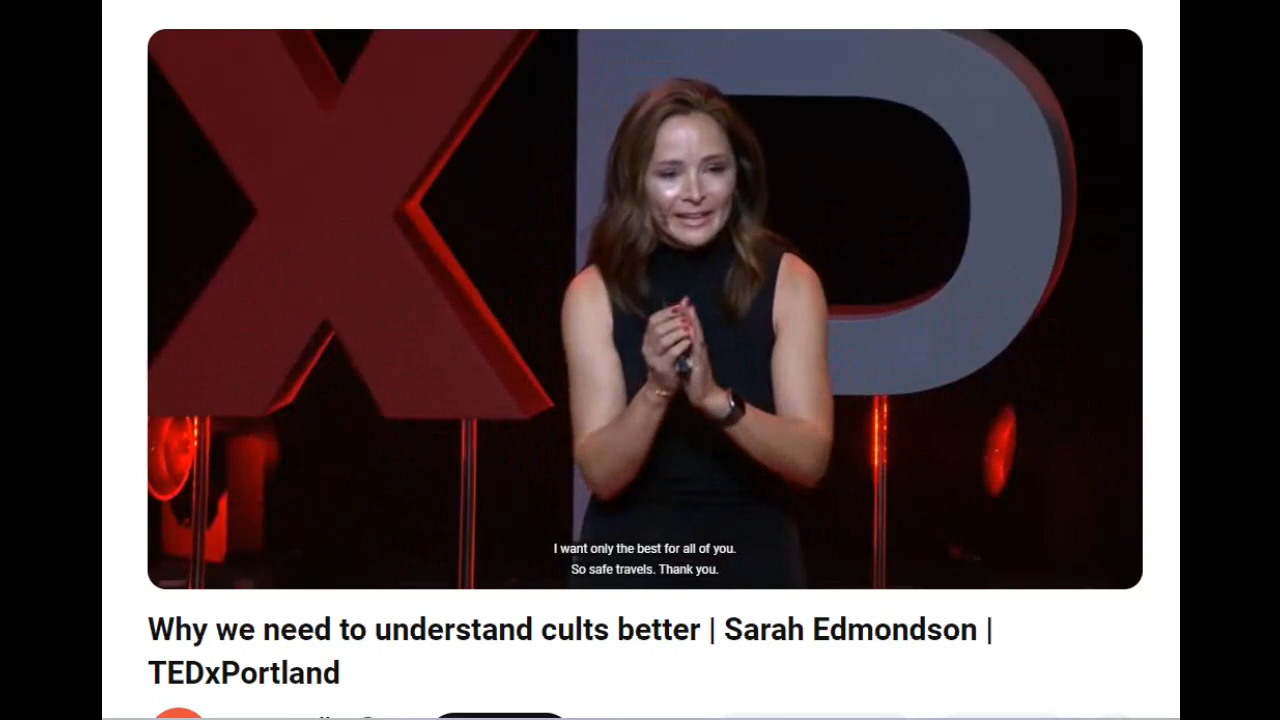 XP
I want only the best for all of you.
So safe travels. Thank you.
Why we need to understand cults better | Sarah Edmondson |
TEDxPortland